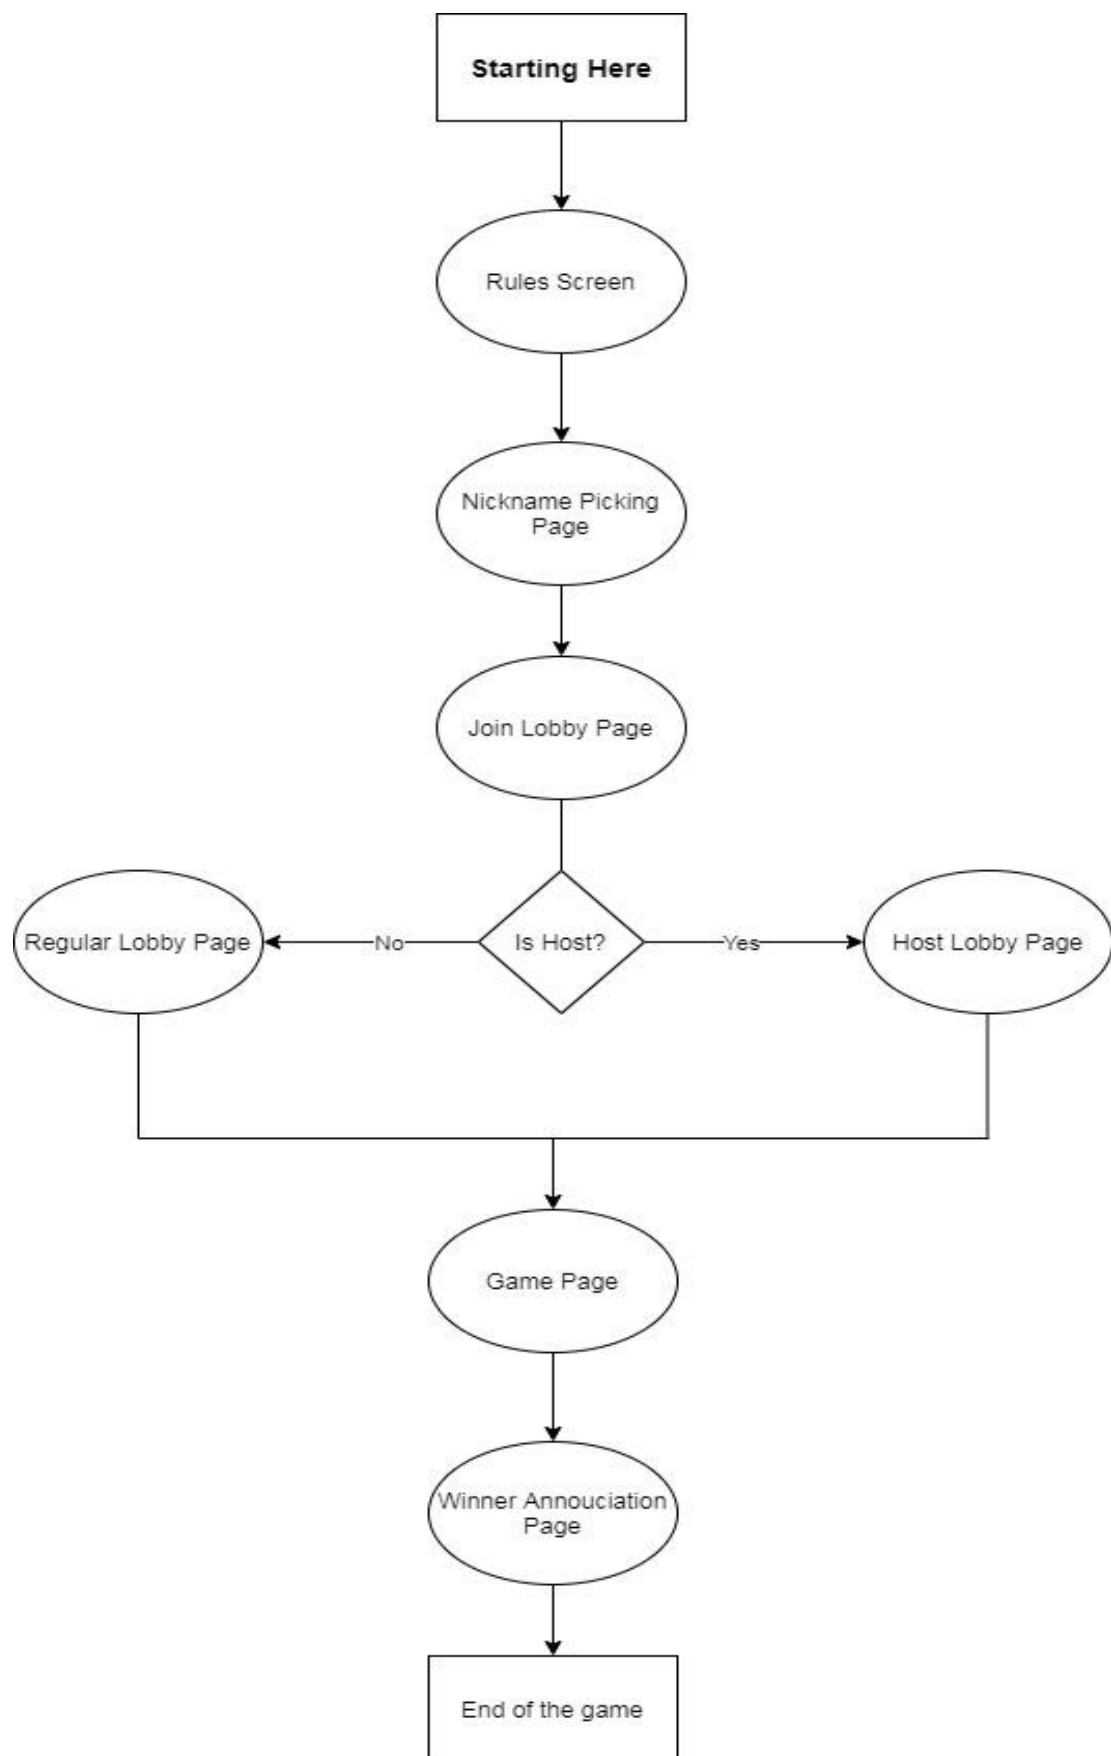 Starting Here
Rules Screen
Nickname Picking
Page
Join Lobby Page
Regular Lobby Page
No
Is Host?
Yes
Host Lobby Page
Game Page
Winner Annouciation
Page
End of the game